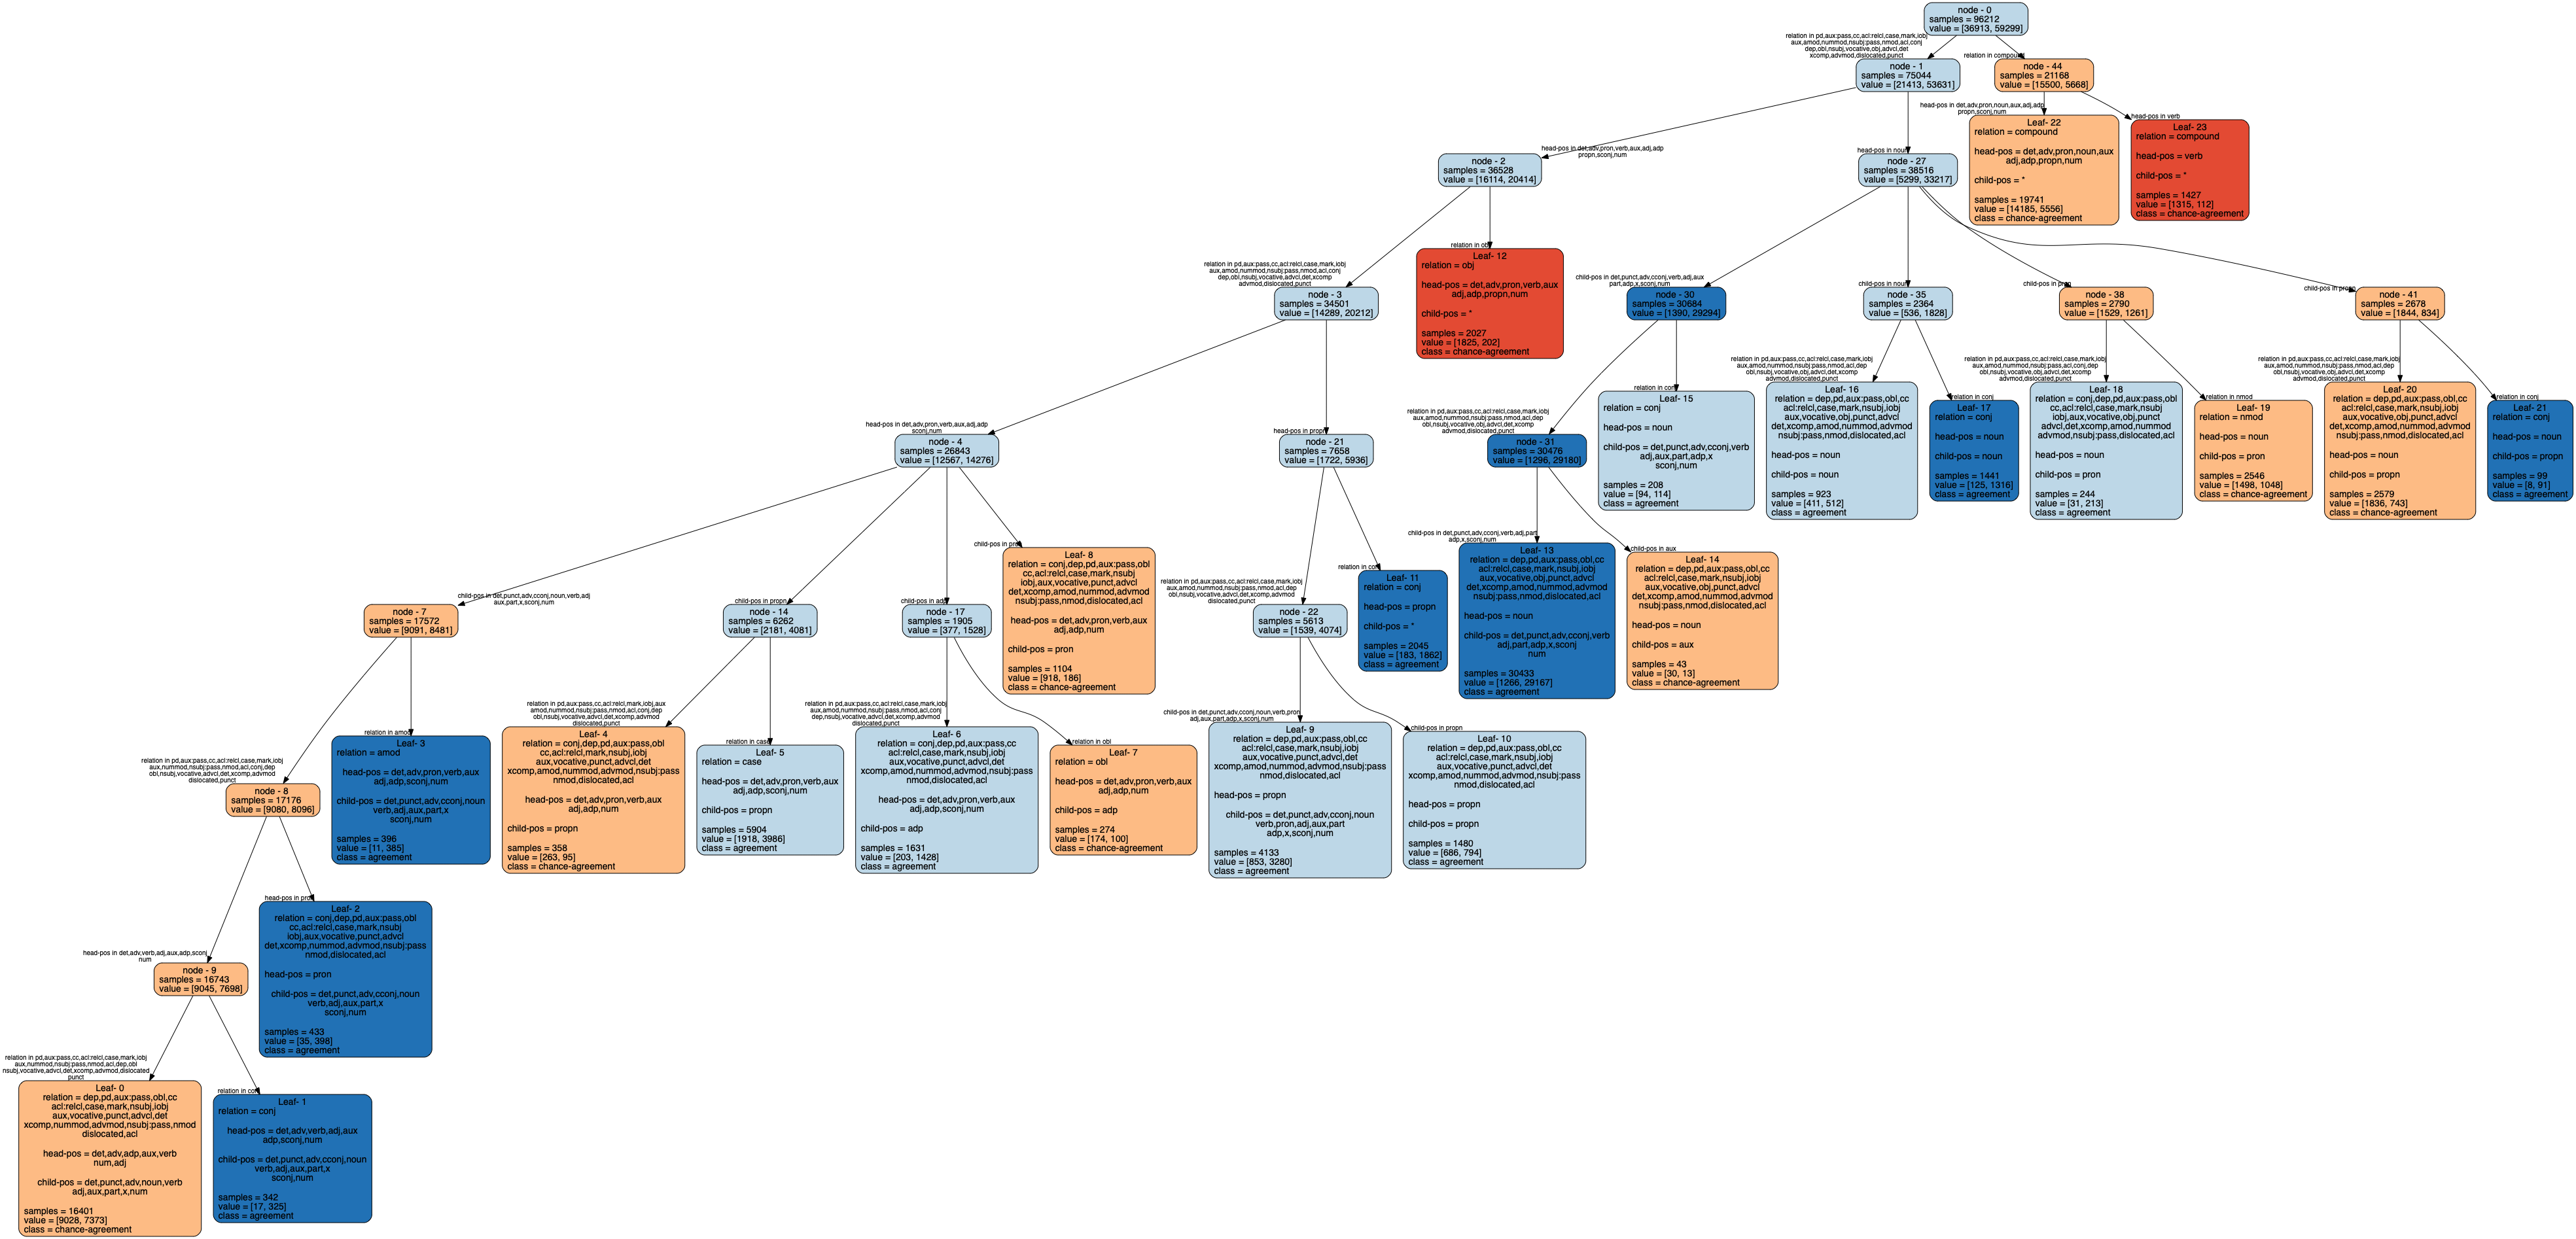 node - 0
samples = 96212
value = [36913, 59299]
relation in pd,aux:pass,cc,acl:relcl,case,mark,iobj
aux,amod,nummod,nsubj:pass,nmod,acl,conj
dep,obl,nsubj,vocative,obj,advcl,det
xcomp,advmod,dislocated,punct
relation in compound
node - 1
samples = 75044
value = [21413, 53631]
node - 44
samples = 21168
value = [15500, 5668]
head-pos in det,adv,pron,noun,aux,adj,adp
propn,sconj,num
head-pos in verb
Leaf- 22
relation = compound
head-pos = det,adv,pron,noun,aux
adj,adp,propn,num
child-pos = *
samples = 19741
value = [14185, 5556]
class = chance-agreement
Leaf- 23
relation = compound
head-pos = verb
child-pos = *
samples = 1427
value = [1315, 112]
class = chance-agreement
head-pos in det,adv,pron,verb,aux,adj,adp
propn,sconj,num
head-pos in noun
node - 2
samples = 36528
value = [16114, 20414]
node - 27
samples = 38516
value = [5299, 33217]
relation in pd,aux:pass,cc,acl:relcl,case,mark,iobj
aux,amod,nummod,nsubj:pass,nmod,acl,conj
dep,obl,nsubj,vocative,advcl,det,xcomp
advmod,dislocated,punct
relation in obj
Leaf- 12
relation = obj
head-pos = det,adv,pron,verb,aux
adj,adp,propn,num
child-pos = *
samples = 2027
value = [1825, 202]
class = chance-agreement
child-pos in det,punct,adv,cconj,verb,adj,aux
part,adp,x,sconj,num
child-pos in noun
child-pos in pron
child-pos in propn
node - 3
samples = 34501
value = [14289, 20212]
node - 30
samples = 30684
value = [1390, 29294]
node - 35
samples = 2364
value = [536, 1828]
node - 38
samples = 2790
value = [1529, 1261]
node - 41
samples = 2678
value = [1844, 834]
relation in pd,aux:pass,cc,acl:relcl,case,mark,iobj
aux,amod,nummod,nsubj:pass,nmod,acl,dep
obl,nsubj,vocative,obj,advcl,det,xcomp
advmod,dislocated,punct
relation in conj
Leaf- 15
relation = conj
head-pos = noun
child-pos = det,punct,adv,cconj,verb
adj,aux,part,adp,x
sconj,num
samples = 208
value = [94, 114]
class = agreement
relation in pd,aux:pass,cc,acl:relcl,case,mark,iobj
aux,amod,nummod,nsubj:pass,nmod,acl,dep
obl,nsubj,vocative,obj,advcl,det,xcomp
advmod,dislocated,punct
Leaf- 16
relation = dep,pd,aux:pass,obl,cc
acl:relcl,case,mark,nsubj,iobj
aux,vocative,obj,punct,advcl
det,xcomp,amod,nummod,advmod
nsubj:pass,nmod,dislocated,acl
head-pos = noun
child-pos = noun
samples = 923
value = [411, 512]
class = agreement
relation in conj
Leaf- 17
relation = conj
head-pos = noun
child-pos = noun
samples = 1441
value = [125, 1316]
class = agreement
relation in pd,aux:pass,cc,acl:relcl,case,mark,iobj
aux,amod,nummod,nsubj:pass,acl,conj,dep
obl,nsubj,vocative,obj,advcl,det,xcomp
advmod,dislocated,punct
Leaf- 18
relation = conj,dep,pd,aux:pass,obl
cc,acl:relcl,case,mark,nsubj
iobj,aux,vocative,obj,punct
advcl,det,xcomp,amod,nummod
advmod,nsubj:pass,dislocated,acl
head-pos = noun
child-pos = pron
samples = 244
value = [31, 213]
class = agreement
relation in nmod
Leaf- 19
relation = nmod
head-pos = noun
child-pos = pron
samples = 2546
value = [1498, 1048]
class = chance-agreement
relation in pd,aux:pass,cc,acl:relcl,case,mark,iobj
aux,amod,nummod,nsubj:pass,nmod,acl,dep
obl,nsubj,vocative,obj,advcl,det,xcomp
advmod,dislocated,punct
Leaf- 20
relation = dep,pd,aux:pass,obl,cc
acl:relcl,case,mark,nsubj,iobj
aux,vocative,obj,punct,advcl
det,xcomp,amod,nummod,advmod
nsubj:pass,nmod,dislocated,acl
head-pos = noun
child-pos = propn
samples = 2579
value = [1836, 743]
class = chance-agreement
relation in conj
Leaf- 21
relation = conj
head-pos = noun
child-pos = propn
samples = 99
value = [8, 91]
class = agreement
head-pos in det,adv,pron,verb,aux,adj,adp
sconj,num
head-pos in propn
node - 4
samples = 26843
value = [12567, 14276]
node - 21
samples = 7658
value = [1722, 5936]
node - 31
samples = 30476
value = [1296, 29180]
child-pos in det,punct,adv,cconj,verb,adj,part
adp,x,sconj,num
child-pos in aux
Leaf- 13
relation = dep,pd,aux:pass,obl,cc
acl:relcl,case,mark,nsubj,iobj
aux,vocative,obj,punct,advcl
det,xcomp,amod,nummod,advmod
nsubj:pass,nmod,dislocated,acl
head-pos = noun
child-pos = det,punct,adv,cconj,verb
adj,part,adp,x,sconj
num
samples = 30433
value = [1266, 29167]
class = agreement
Leaf- 14
relation = dep,pd,aux:pass,obl,cc
acl:relcl,case,mark,nsubj,iobj
aux,vocative,obj,punct,advcl
det,xcomp,amod,nummod,advmod
nsubj:pass,nmod,dislocated,acl
head-pos = noun
child-pos = aux
samples = 43
value = [30, 13]
class = chance-agreement
child-pos in det,punct,adv,cconj,noun,verb,adj
aux,part,x,sconj,num
child-pos in propn
child-pos in adp
child-pos in pron
Leaf- 8
relation = conj,dep,pd,aux:pass,obl
cc,acl:relcl,case,mark,nsubj
iobj,aux,vocative,punct,advcl
det,xcomp,amod,nummod,advmod
nsubj:pass,nmod,dislocated,acl
head-pos = det,adv,pron,verb,aux
adj,adp,num
child-pos = pron
samples = 1104
value = [918, 186]
class = chance-agreement
relation in pd,aux:pass,cc,acl:relcl,case,mark,iobj
aux,amod,nummod,nsubj:pass,nmod,acl,dep
obl,nsubj,vocative,advcl,det,xcomp,advmod
dislocated,punct
relation in conj
Leaf- 11
relation = conj
head-pos = propn
child-pos = *
samples = 2045
value = [183, 1862]
class = agreement
node - 7
samples = 17572
value = [9091, 8481]
node - 14
samples = 6262
value = [2181, 4081]
node - 17
samples = 1905
value = [377, 1528]
node - 22
samples = 5613
value = [1539, 4074]
relation in pd,aux:pass,cc,acl:relcl,case,mark,iobj
aux,nummod,nsubj:pass,nmod,acl,conj,dep
obl,nsubj,vocative,advcl,det,xcomp,advmod
dislocated,punct
relation in amod
Leaf- 3
relation = amod
head-pos = det,adv,pron,verb,aux
adj,adp,sconj,num
child-pos = det,punct,adv,cconj,noun
verb,adj,aux,part,x
sconj,num
samples = 396
value = [11, 385]
class = agreement
relation in pd,aux:pass,cc,acl:relcl,case,mark,iobj,aux
amod,nummod,nsubj:pass,nmod,acl,conj,dep
obl,nsubj,vocative,advcl,det,xcomp,advmod
dislocated,punct
Leaf- 4
relation = conj,dep,pd,aux:pass,obl
cc,acl:relcl,mark,nsubj,iobj
aux,vocative,punct,advcl,det
xcomp,amod,nummod,advmod,nsubj:pass
nmod,dislocated,acl
head-pos = det,adv,pron,verb,aux
adj,adp,num
child-pos = propn
samples = 358
value = [263, 95]
class = chance-agreement
relation in case
Leaf- 5
relation = case
head-pos = det,adv,pron,verb,aux
adj,adp,sconj,num
child-pos = propn
samples = 5904
value = [1918, 3986]
class = agreement
relation in pd,aux:pass,cc,acl:relcl,case,mark,iobj
aux,amod,nummod,nsubj:pass,nmod,acl,conj
dep,nsubj,vocative,advcl,det,xcomp,advmod
dislocated,punct
Leaf- 6
relation = conj,dep,pd,aux:pass,cc
acl:relcl,case,mark,nsubj,iobj
aux,vocative,punct,advcl,det
xcomp,amod,nummod,advmod,nsubj:pass
nmod,dislocated,acl
head-pos = det,adv,pron,verb,aux
adj,adp,sconj,num
child-pos = adp
samples = 1631
value = [203, 1428]
class = agreement
relation in obl
Leaf- 7
relation = obl
head-pos = det,adv,pron,verb,aux
adj,adp,num
child-pos = adp
samples = 274
value = [174, 100]
class = chance-agreement
child-pos in det,punct,adv,cconj,noun,verb,pron
adj,aux,part,adp,x,sconj,num
Leaf- 9
relation = dep,pd,aux:pass,obl,cc
acl:relcl,case,mark,nsubj,iobj
aux,vocative,punct,advcl,det
xcomp,amod,nummod,advmod,nsubj:pass
nmod,dislocated,acl
head-pos = propn
child-pos = det,punct,adv,cconj,noun
verb,pron,adj,aux,part
adp,x,sconj,num
samples = 4133
value = [853, 3280]
class = agreement
child-pos in propn
Leaf- 10
relation = dep,pd,aux:pass,obl,cc
acl:relcl,case,mark,nsubj,iobj
aux,vocative,punct,advcl,det
xcomp,amod,nummod,advmod,nsubj:pass
nmod,dislocated,acl
head-pos = propn
child-pos = propn
samples = 1480
value = [686, 794]
class = agreement
node - 8
samples = 17176
value = [9080, 8096]
head-pos in det,adv,verb,adj,aux,adp,sconj
num
head-pos in pron
Leaf- 2
relation = conj,dep,pd,aux:pass,obl
cc,acl:relcl,case,mark,nsubj
iobj,aux,vocative,punct,advcl
det,xcomp,nummod,advmod,nsubj:pass
nmod,dislocated,acl
head-pos = pron
child-pos = det,punct,adv,cconj,noun
verb,adj,aux,part,x
sconj,num
samples = 433
value = [35, 398]
class = agreement
node - 9
samples = 16743
value = [9045, 7698]
relation in pd,aux:pass,cc,acl:relcl,case,mark,iobj
aux,nummod,nsubj:pass,nmod,acl,dep,obl
nsubj,vocative,advcl,det,xcomp,advmod,dislocated
punct
Leaf- 0
relation = dep,pd,aux:pass,obl,cc
acl:relcl,case,mark,nsubj,iobj
aux,vocative,punct,advcl,det
xcomp,nummod,advmod,nsubj:pass,nmod
dislocated,acl
head-pos = det,adv,adp,aux,verb
num,adj
child-pos = det,punct,adv,noun,verb
adj,aux,part,x,num
samples = 16401
value = [9028, 7373]
class = chance-agreement
relation in conj
Leaf- 1
relation = conj
head-pos = det,adv,verb,adj,aux
adp,sconj,num
child-pos = det,punct,adv,cconj,noun
verb,adj,aux,part,x
sconj,num
samples = 342
value = [17, 325]
class = agreement